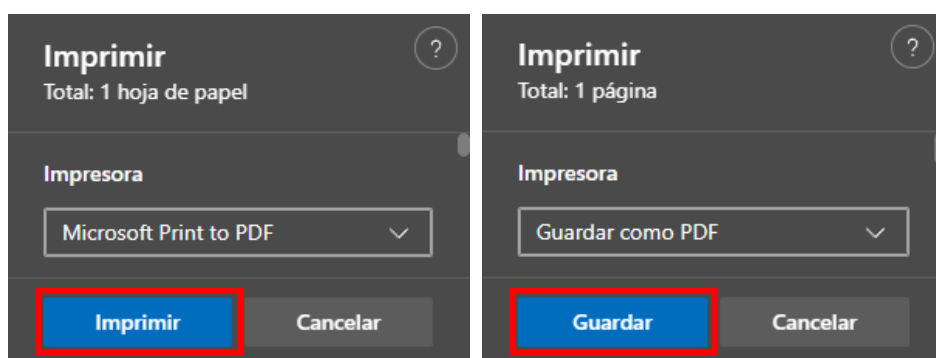 Imprimir
?
Total: 1 hoja de papel
Impresora
Microsoft Print to PDF
Imprimir
Cancelar
Imprimir
?
Total: 1 página
Impresora
Guardar como PDF
Guardar
Cancelar